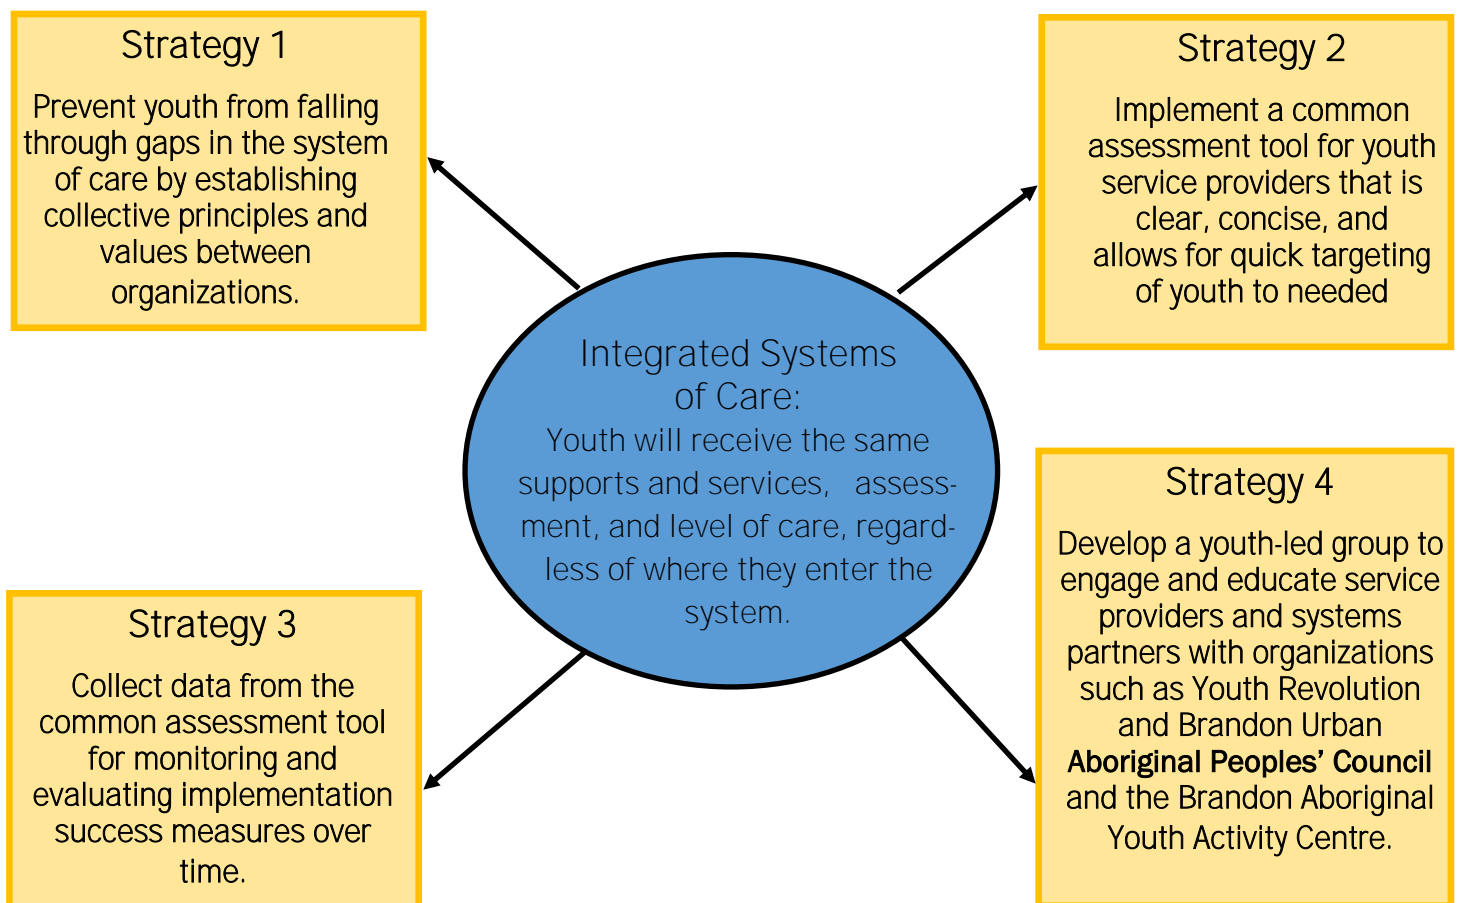 Strategy 1
Prevent youth from falling
through gaps in the system
of care by establishing
collective principles and
values between
organizations.
Strategy 2
Implement a common
assessment tool for youth
service providers that is
clear, concise, and
allows for quick targeting
of youth to needed
Integrated Systems
of Care:
Youth will receive the same
supports and services,   assess-
ment, and level of care, regard-
less of where they enter the
system.
Strategy 3
Collect data from the
common assessment tool
for monitoring and
evaluating implementation
success measures over
time.
Strategy 4
Develop a youth-led group to
engage and educate service
providers and systems
partners with organizations
such as Youth Revolution
and Brandon Urban
Aboriginal Peoples’ Council
and the Brandon Aboriginal
Youth Activity Centre.